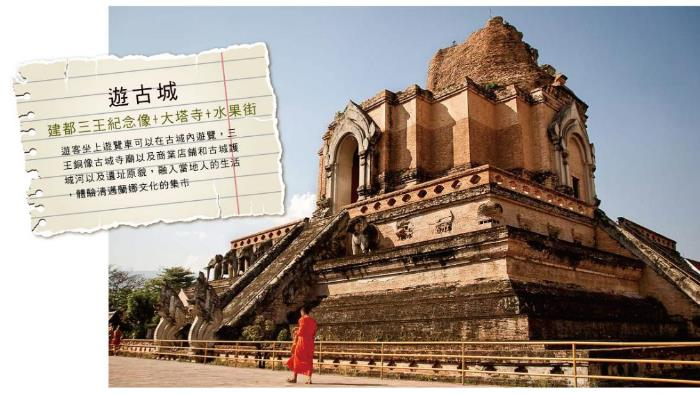 遊古城
建都三王紀念像+大塔寺+水果街
遊客坐上遊覽車可以在古城內遊覽，三
王銅像古城寺廟以及商業店鋪和古城護
城河以及遺址原貌，融入當地人的生活
，體驗清邁蘭娜文化的集市